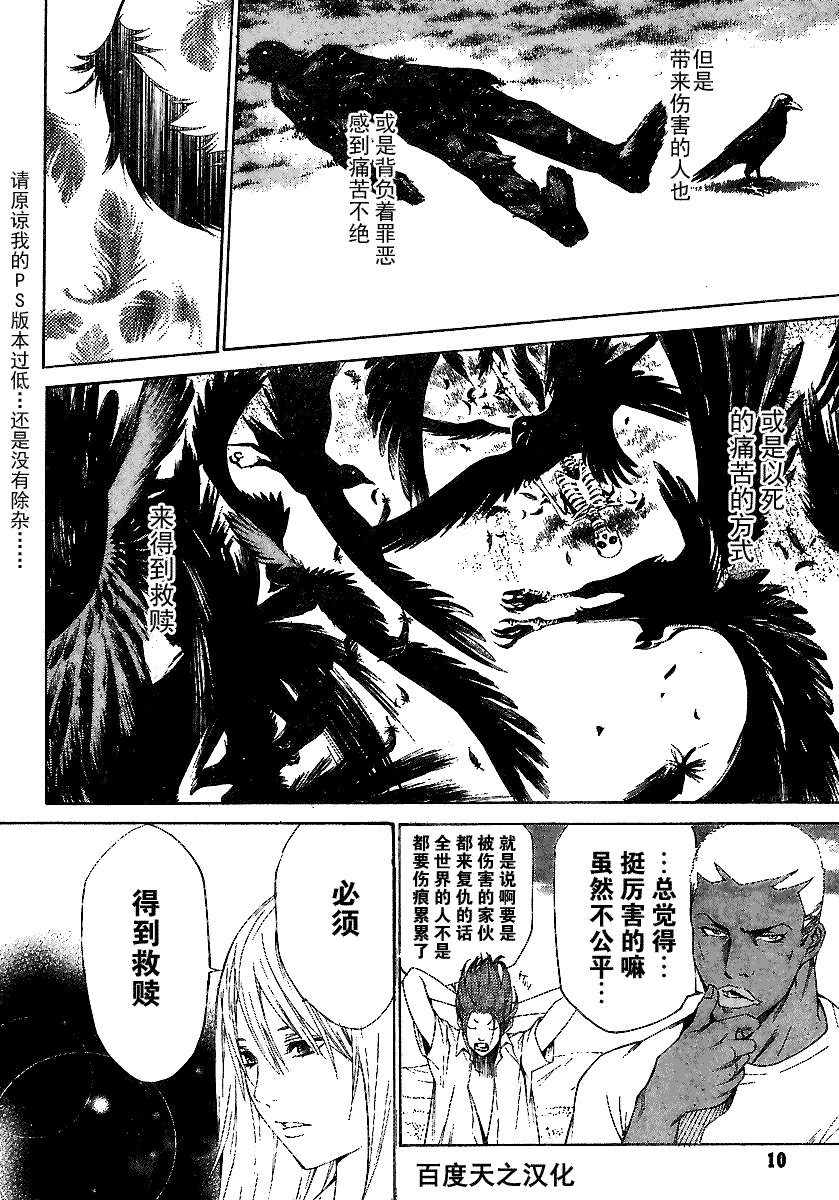 但是
带来伤害的人也
或是背负着罪恶
感到痛苦不绝
或是以死
的痛苦的方式
来得到救赎
…总觉得…
挺厉害的嘛
虽然不公平…
就是说啊要是
被伤害的家伙
都来复仇的话
全世界的人不是
都要伤痕累累了
必须
得到救赎
请原谅我的PS版本过低…还是没有除杂……
10
百度天之汉化